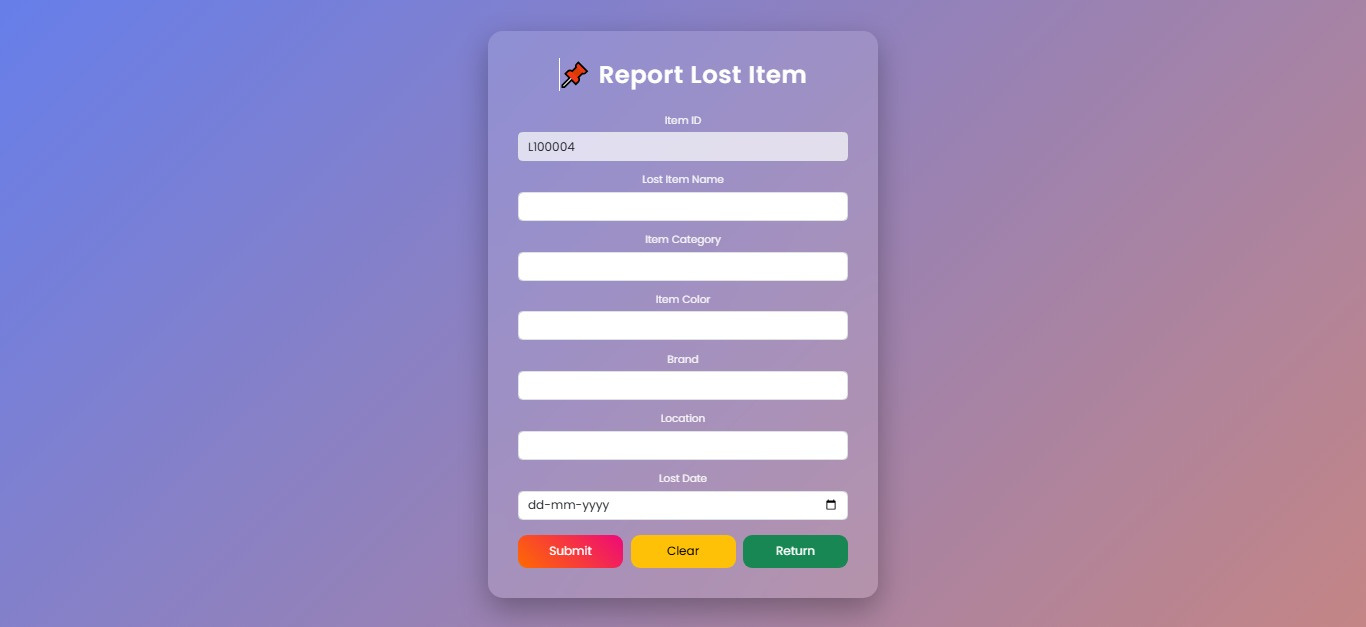 📌 Report Lost Item
Item ID
L100004
Lost Item Name
Item Category
Item Color
Brand
Location
Lost Date
dd-mm-yyyy
Submit Clear Return